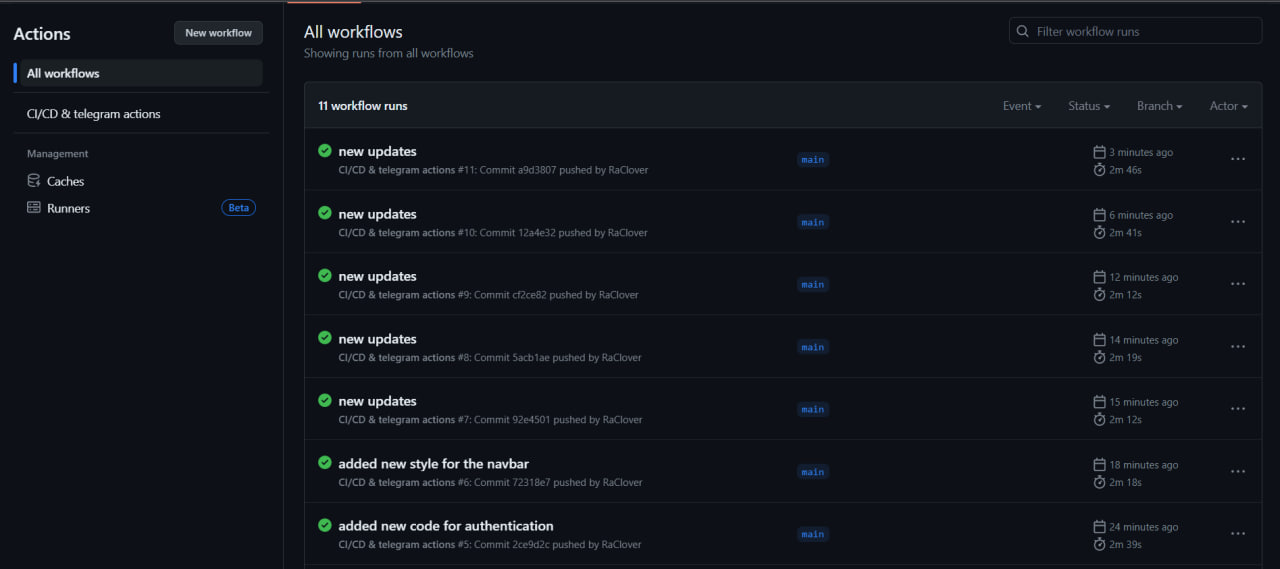 Actions
New workflow
All workflows
CI/CD & telegram actions
Management
Caches
Runners
Beta
All workflows
Showing runs from all workflows
Filter workflow runs
11 workflow runs
Event
Status
Branch
Actor
new updates
CI/CD & telegram actions #11: Commit a9d3807 pushed by RaClover
main
3 minutes ago
2m 46s
new updates
CI/CD & telegram actions #10: Commit 12a4e32 pushed by RaClover
main
6 minutes ago
2m 41s
new updates
CI/CD & telegram actions #9: Commit cf2ce82 pushed by RaClover
main
12 minutes ago
2m 12s
new updates
CI/CD & telegram actions #8: Commit 5acb1ae pushed by RaClover
main
14 minutes ago
2m 19s
new updates
CI/CD & telegram actions #7: Commit 92e4501 pushed by RaClover
main
15 minutes ago
2m 12s
added new style for the navbar
CI/CD & telegram actions #6: Commit 72318e7 pushed by RaClover
main
18 minutes ago
2m 18s
added new code for authentication
CI/CD & telegram actions #5: Commit 2ce9d2c pushed by RaClover
main
24 minutes ago
2m 39s